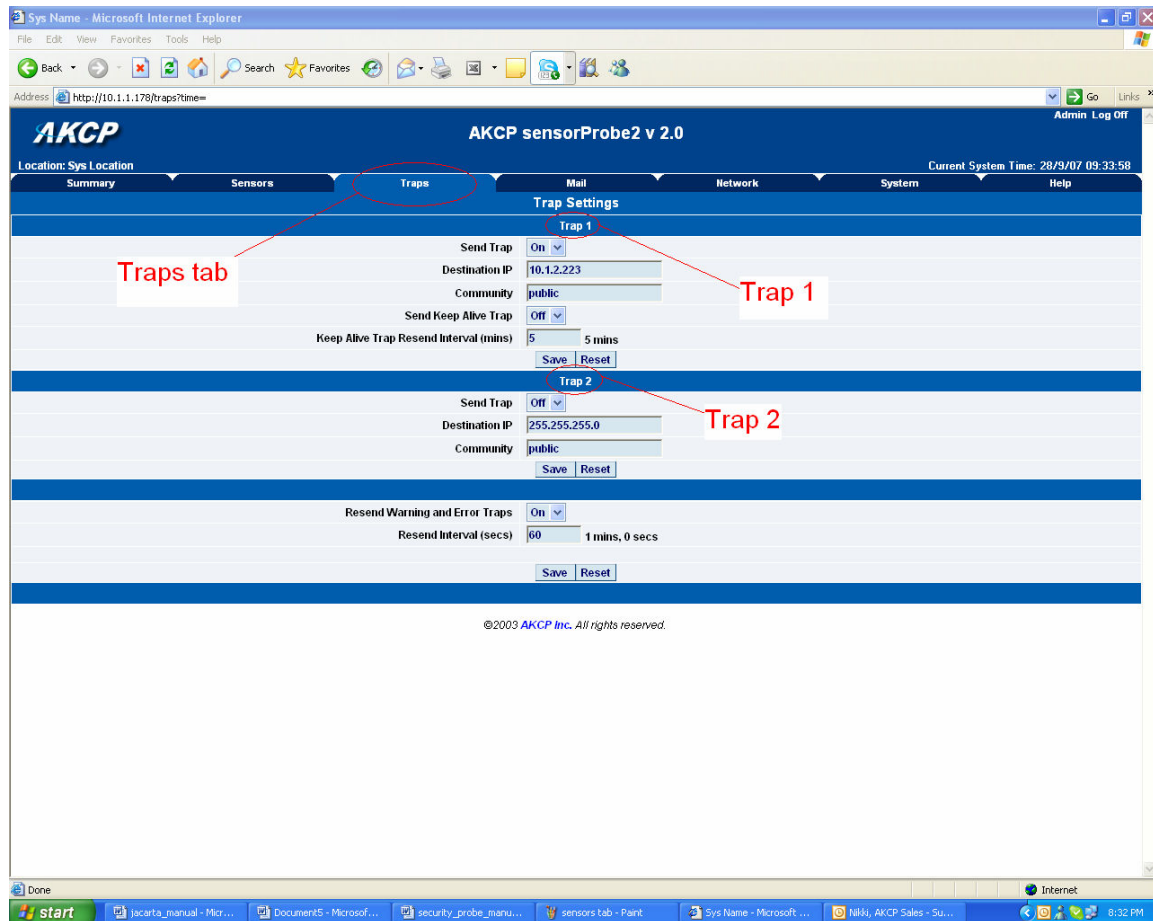 Sys Name - Microsoft Internet Explorer
File Edit View Favorites Tools Help
Back Search Favorites
Address http://10.1.1.178/traps?time= Go Links »
Admin Log Off
AKCP AKCP sensorProbe2 v 2.0
Location: Sys Location Current System Time: 28/9/07 09:33:58
Summary Sensors Traps Mail Network System Help
Trap Settings
Trap 1
Send Trap On
Traps tab
Destination IP 10.1.2.223
Community public
Trap 1
Send Keep Alive Trap Off
Keep Alive Trap Resend Interval (mins) 5 5 mins
Save Reset
Trap 2
Send Trap Off
Trap 2
Destination IP 255.255.255.0
Community public
Save Reset
Resend Warning and Error Traps On
Resend Interval (secs) 60 1 mins, 0 secs
Save Reset
©2003 AKCP Inc. All rights reserved.
Done Internet
start jacarta_manual - Micr... Document5 - Microsof... security_probe_manu... sensors tab - Paint Sys Name - Microsoft ... Nikki, AKCP Sales - Su... 8:32 PM